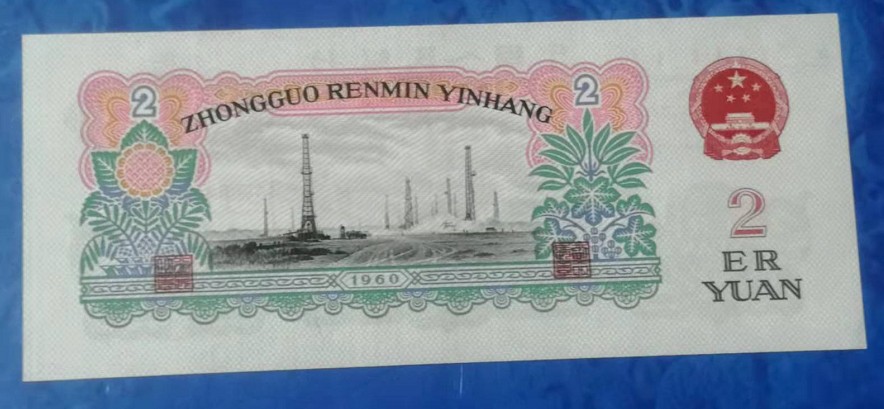 2
2
ZHONGGUO RENMIN YINHANG
1960
2
ER
YUAN